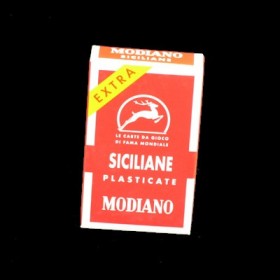 MODIANO
SICILIANE
EXTRA
LE CARTE DA GIOCO
DI FAMA MONDIALE
SICILIANE
PLASTICATE
MODIANO